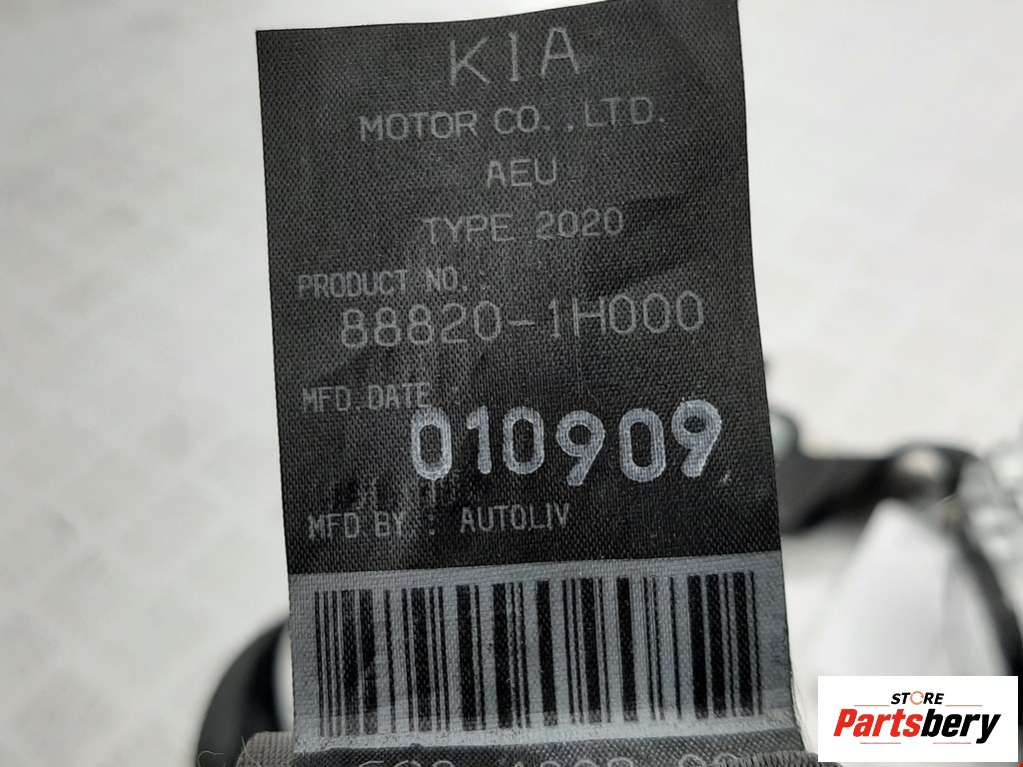 KIA
MOTOR CO.,LTD.
AEU
TYPE 2020
PRODUCT NO.:
88820-1H000
MFD.DATE :
010909
MFD.BY.: AUTOLIV
STORE
Partsbery